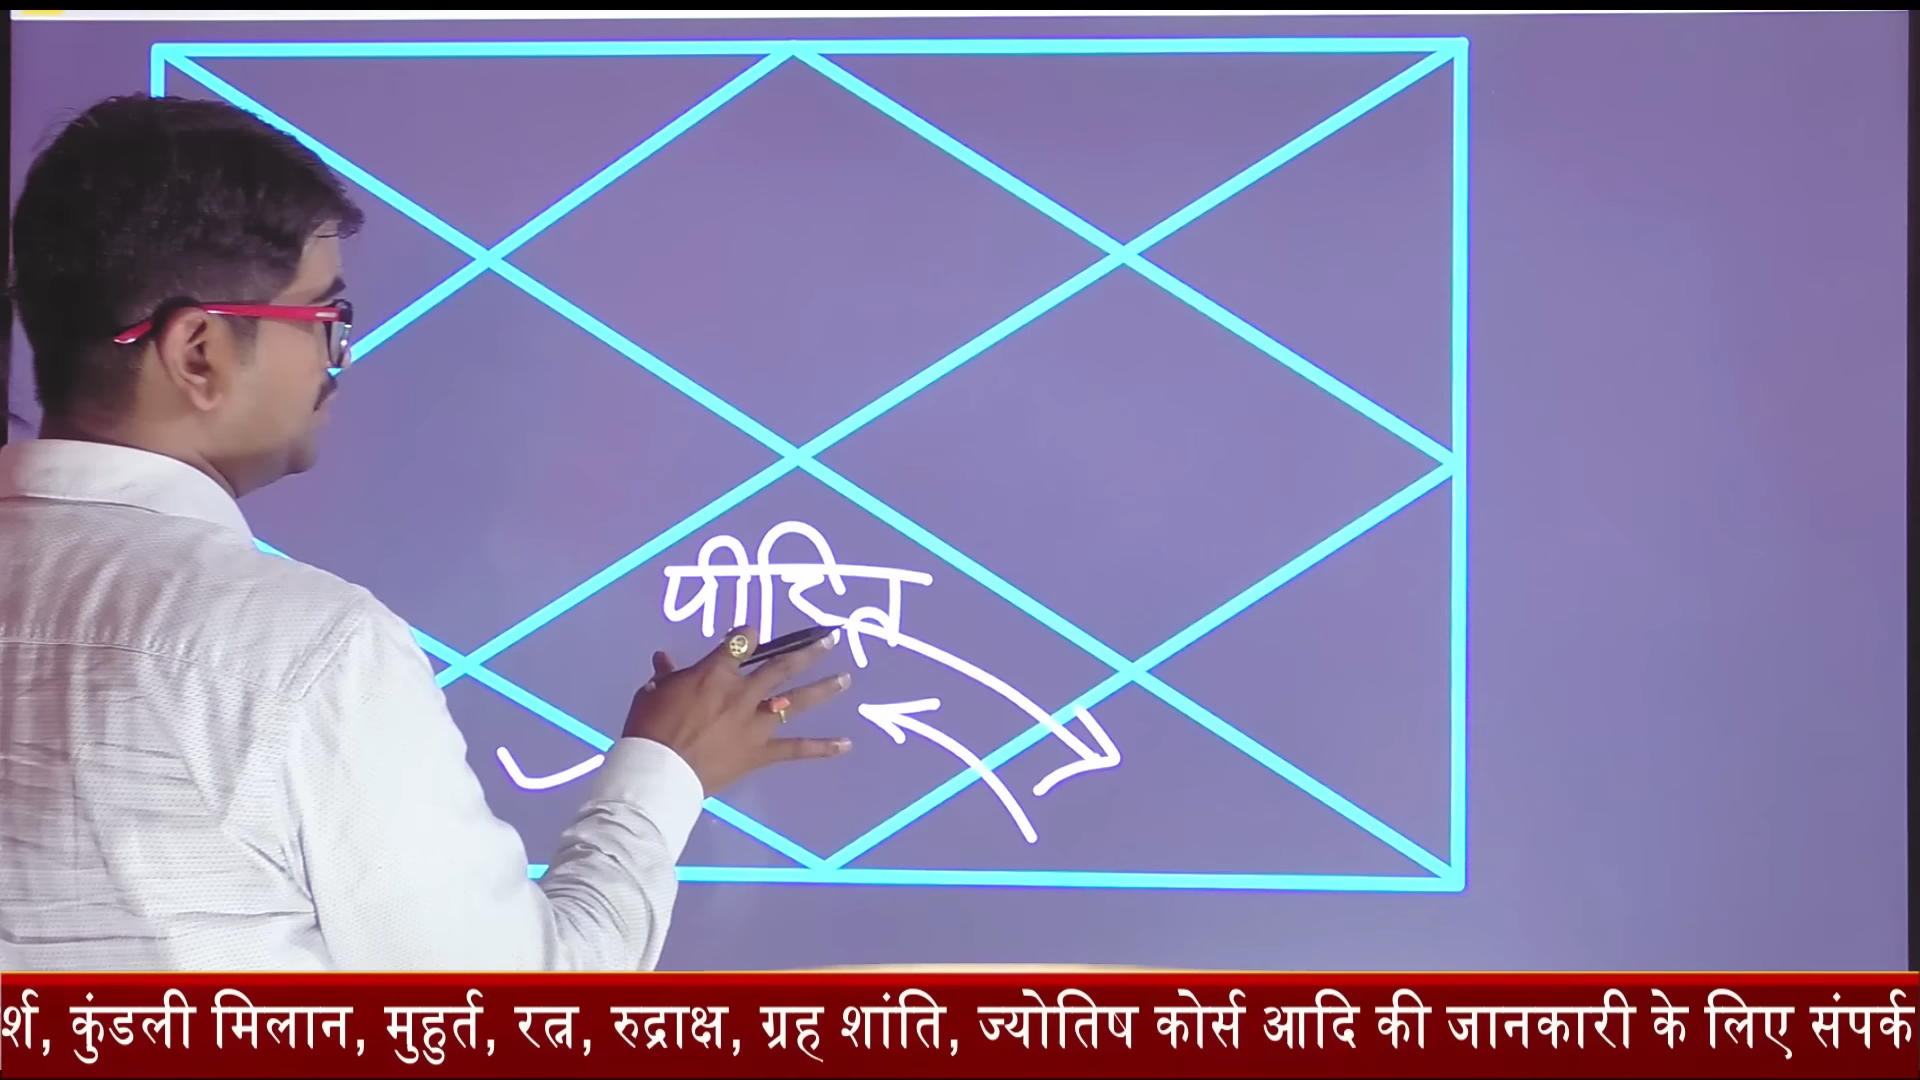 पीड़ित
र्श, कुंडली मिलान, मुहुर्त, रत्न, रुद्राक्ष, ग्रह शांति, ज्योतिष कोर्स आदि की जानकारी के लिए संपर्क